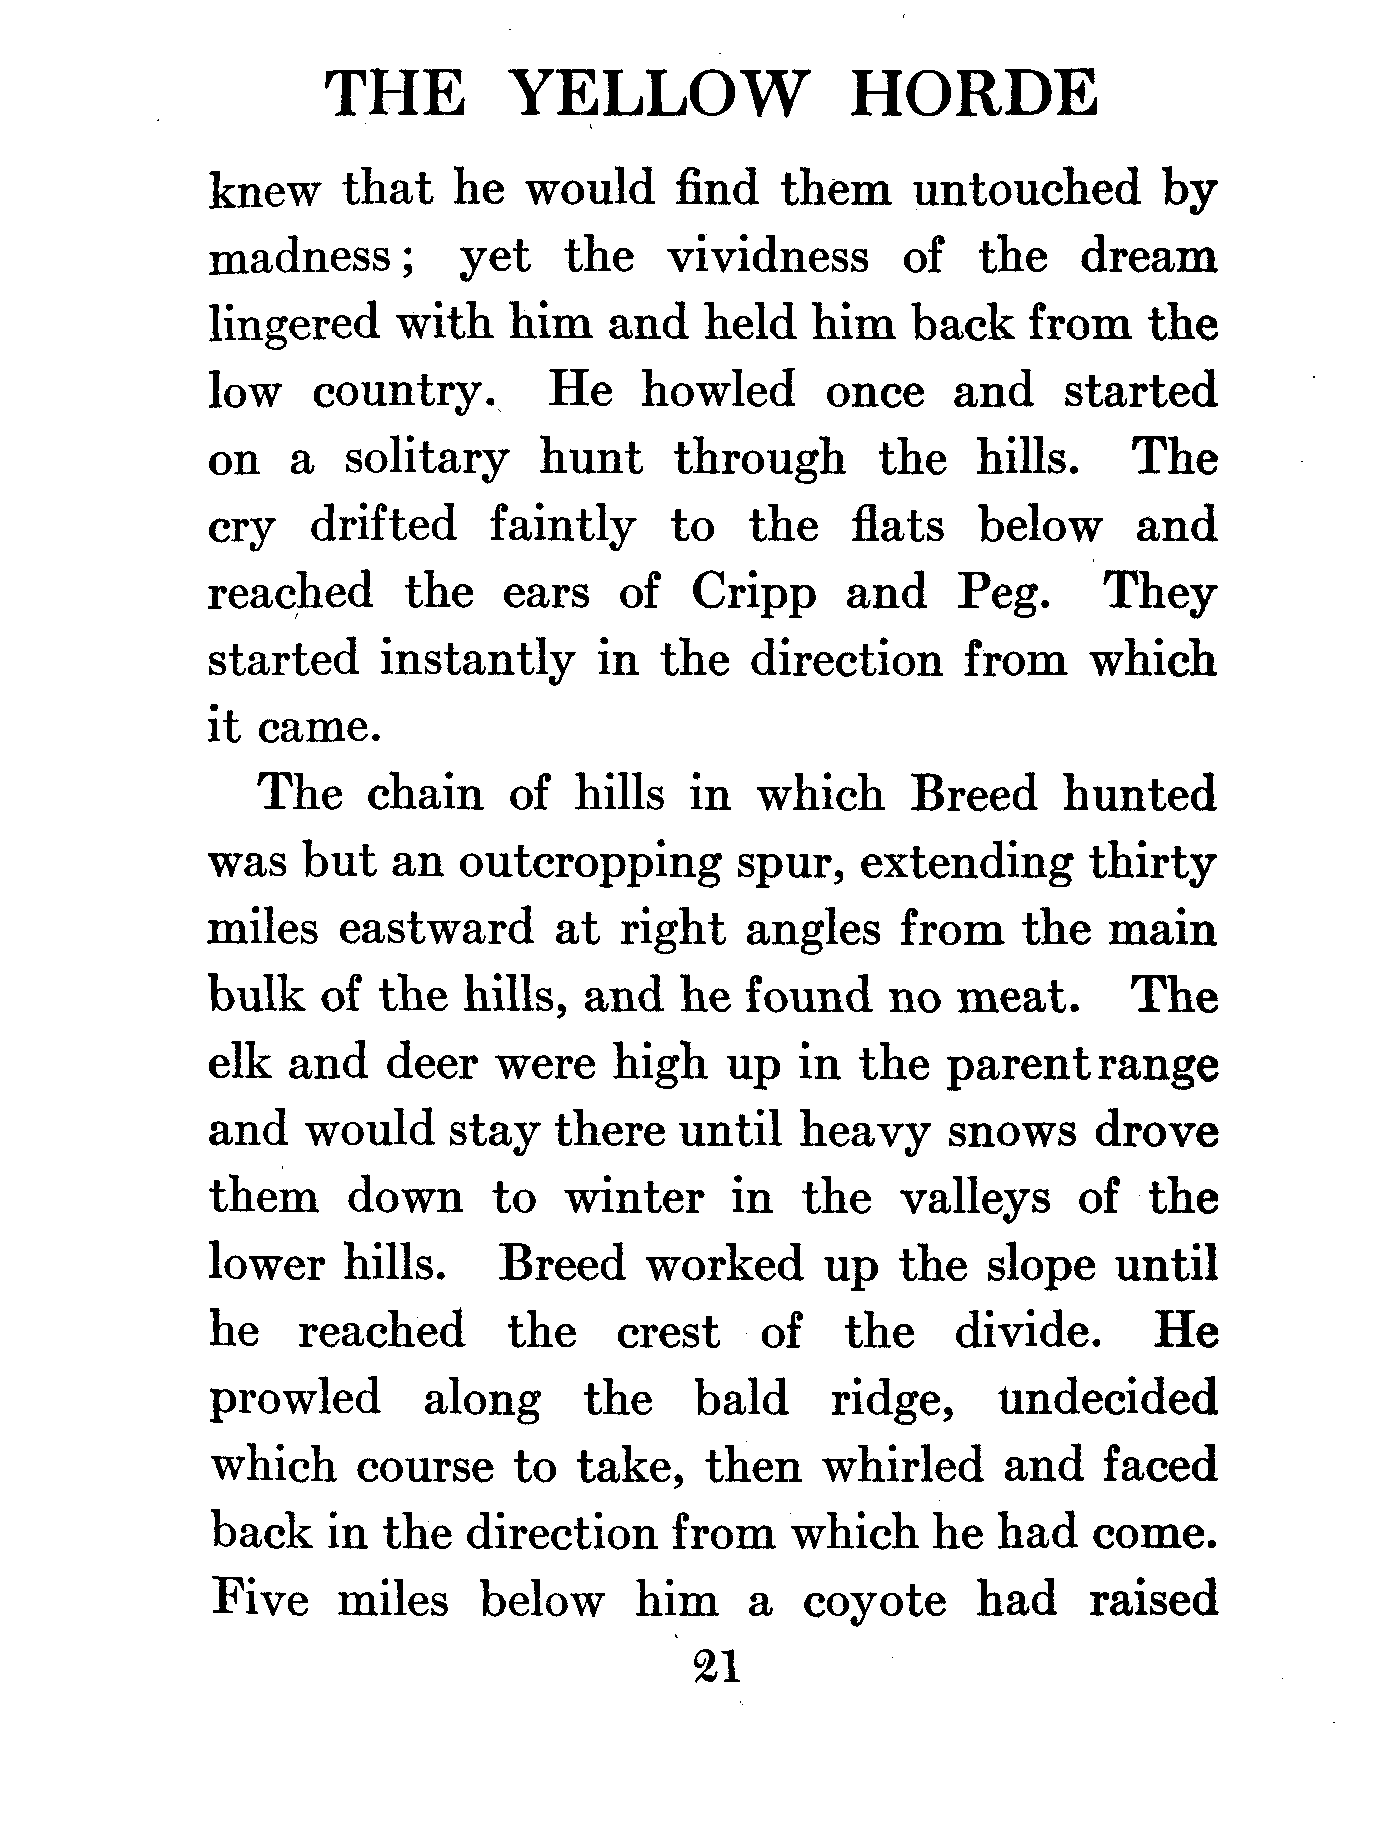 THE YELLOW HORDE
knew that he would find them untouched by
madness; yet the vividness of the dream
lingered with him and held him back from the
low country. He howled once and started
on a solitary hunt through the hills. The
cry drifted faintly to the flats below and
reached the ears of Cripp and Peg. They
started instantly in the direction from which
it came.
The chain of hills in which Breed hunted
was but an outcropping spur, extending thirty
miles eastward at right angles from the main
bulk of the hills, and he found no meat. The
elk and deer were high up in the parent range
and would stay there until heavy snows drove
them down to winter in the valleys of the
lower hills. Breed worked up the slope until
he reached the crest of the divide. He
prowled along the bald ridge, undecided
which course to take, then whirled and faced
back in the direction from which he had come.
Five miles below him a coyote had raised
21